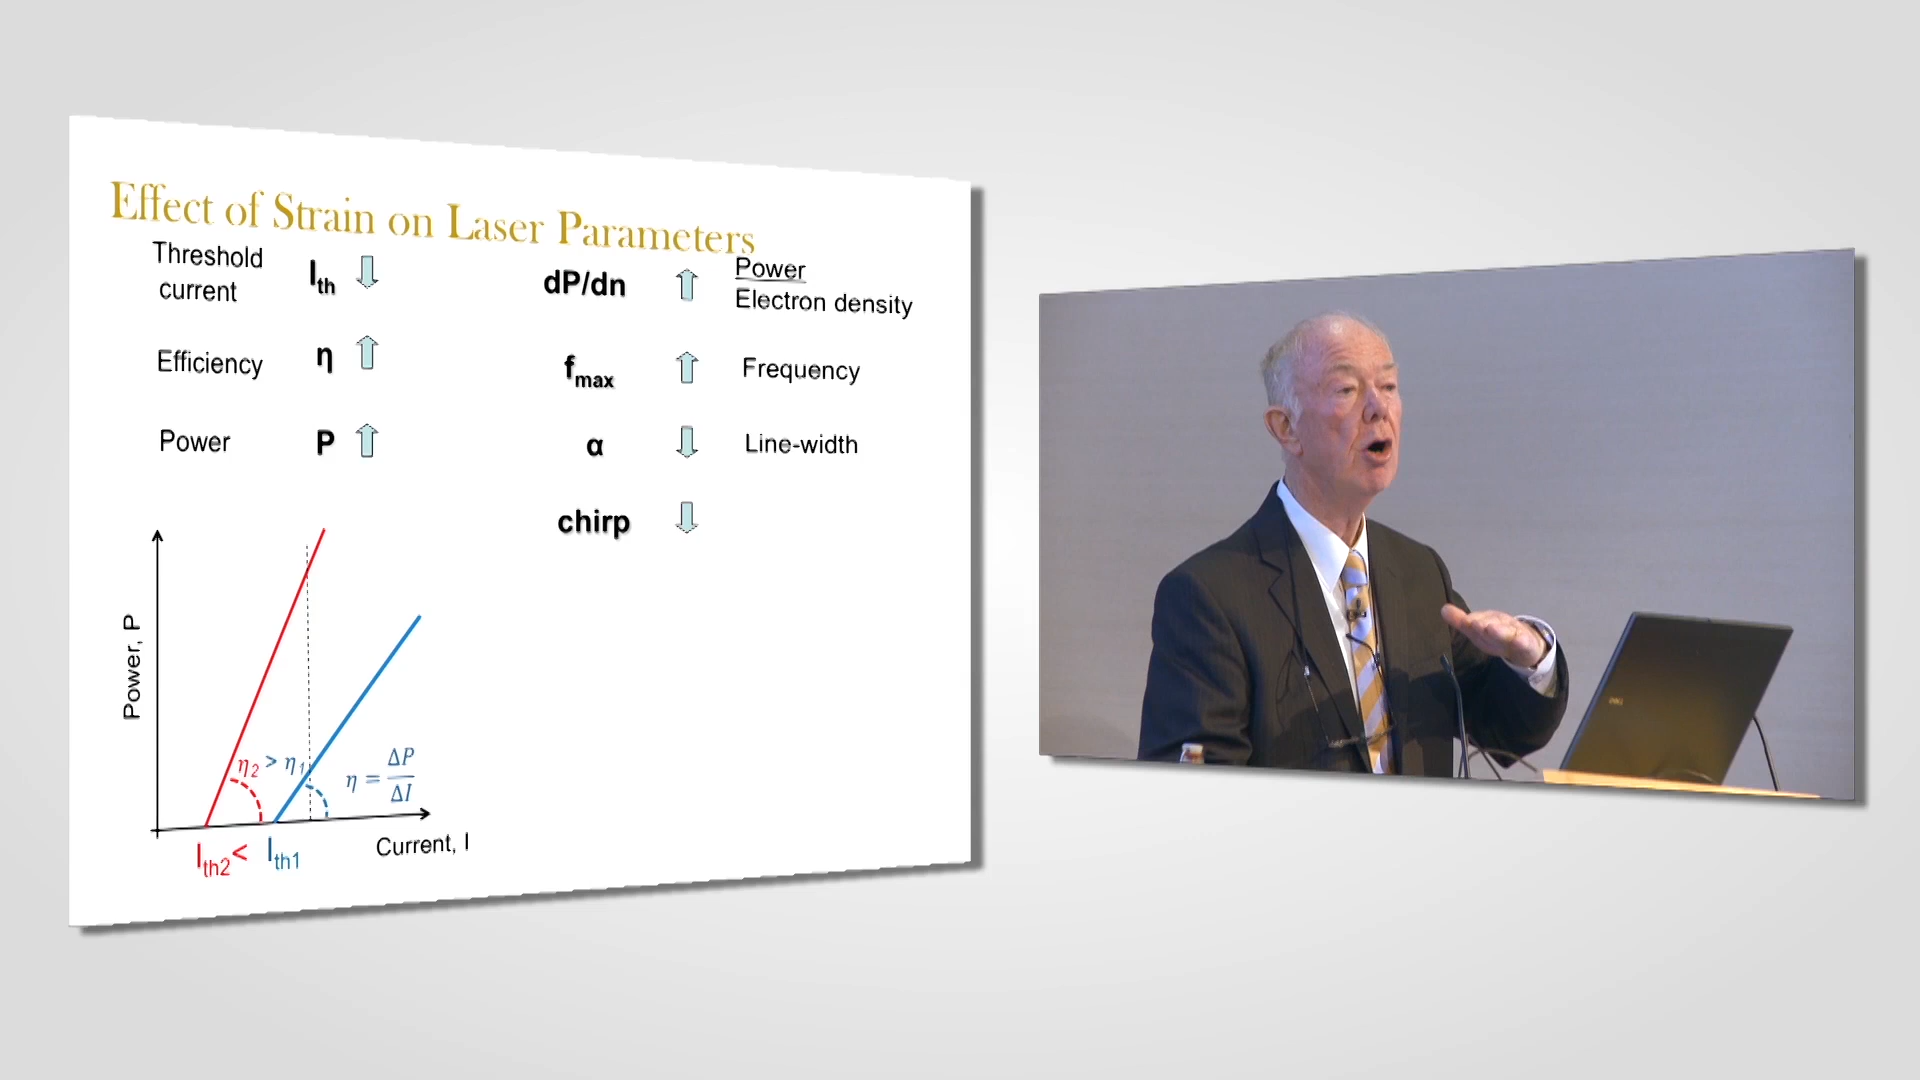 Effect of Strain on Laser Parameters
Threshold
current
Ith
Efficiency
η
Power
P
dP/dn
Power
Electron density
fmax
Frequency
α
Line-width
chirp
Power, P
η2 > η1
η = ΔP
ΔI
Ith2 < Ith1
Current, I
DELL